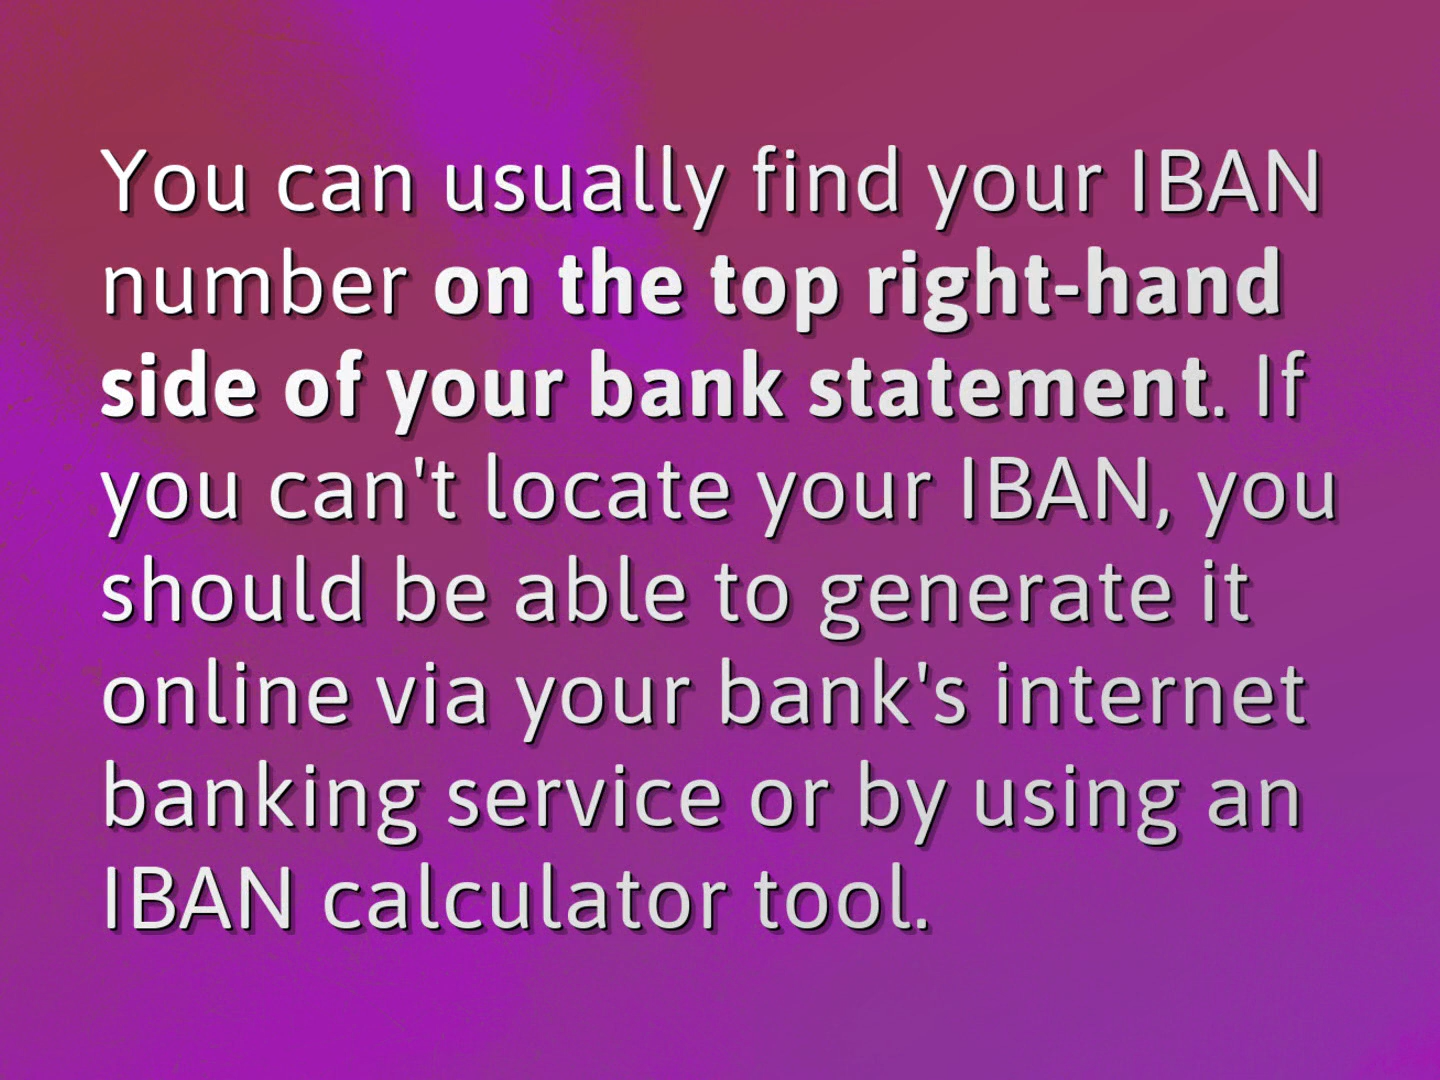 You can usually find your IBAN
number on the top right-hand
side of your bank statement. If
you can't locate your IBAN, you
should be able to generate it
online via your bank's internet
banking service or by using an
IBAN calculator tool.